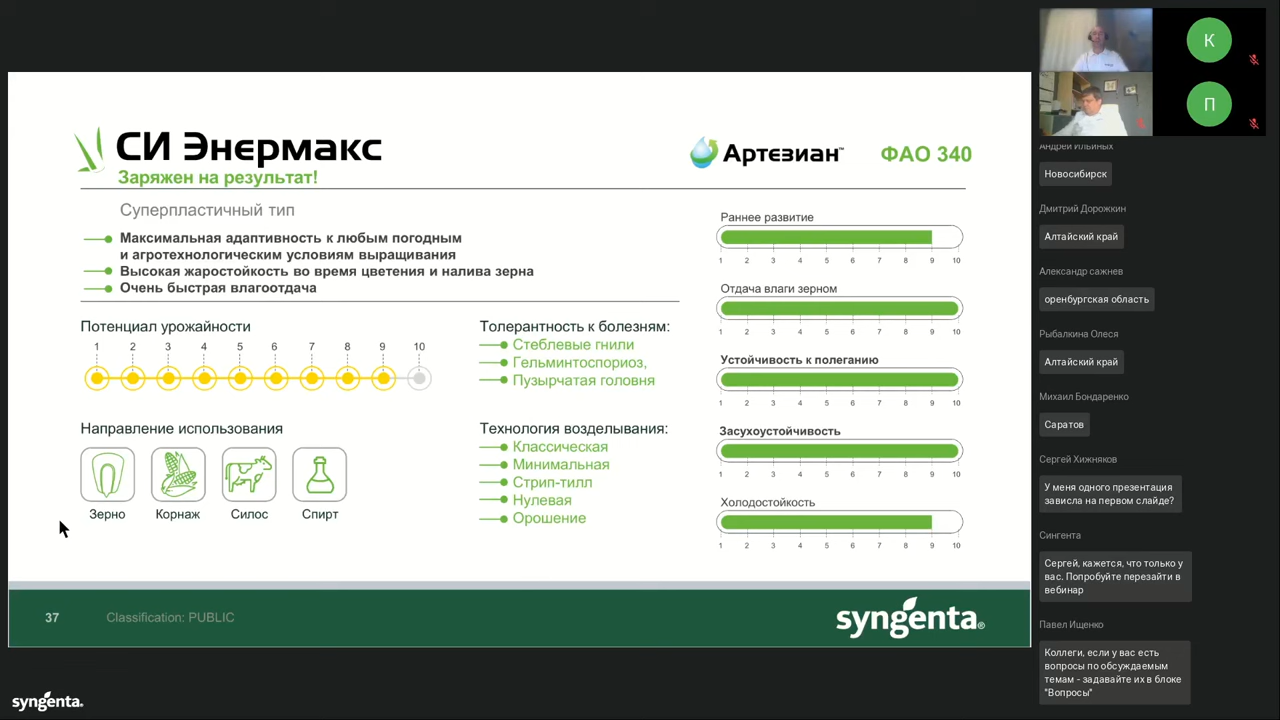 СИ Энермакс
Заряжен на результат!
Артезиан™
ФАО 340
Суперпластичный тип
Максимальная адаптивность к любым погодным
и агротехнологическим условиям выращивания
Высокая жаростойкость во время цветения и налива зерна
Очень быстрая влагоотдача
Потенциал урожайности
1 2 3 4 5 6 7 8 9 10
Направление использования
Зерно
Корнаж
Силос
Спирт
Толерантность к болезням:
Стеблевые гнили
Гельминтоспориоз,
Пузырчатая головня
Технология возделывания:
Классическая
Минимальная
Стрип-тилл
Нулевая
Орошение
Раннее развитие
1 2 3 4 5 6 7 8 9 10
Отдача влаги зерном
1 2 3 4 5 6 7 8 9 10
Устойчивость к полеганию
1 2 3 4 5 6 7 8 9 10
Засухоустойчивость
1 2 3 4 5 6 7 8 9 10
Холодостойкость
1 2 3 4 5 6 7 8 9 10
37
Classification: PUBLIC
syngenta®
syngenta.
К
П
Андрей Ильиных
Новосибирск
Дмитрий Дорожкин
Алтайский край
Александр сажнев
оренбургская область
Рыбалкина Олеся
Алтайский край
Михаил Бондаренко
Саратов
Сергей Хижняков
У меня одного презентация
зависла на первом слайде?
Сингента
Сергей, кажется, что только у
вас. Попробуйте перезайти в
вебинар
Павел Ищенко
Коллеги, если у вас есть
вопросы по обсуждаемым
темам - задавайте их в блоке
"Вопросы"